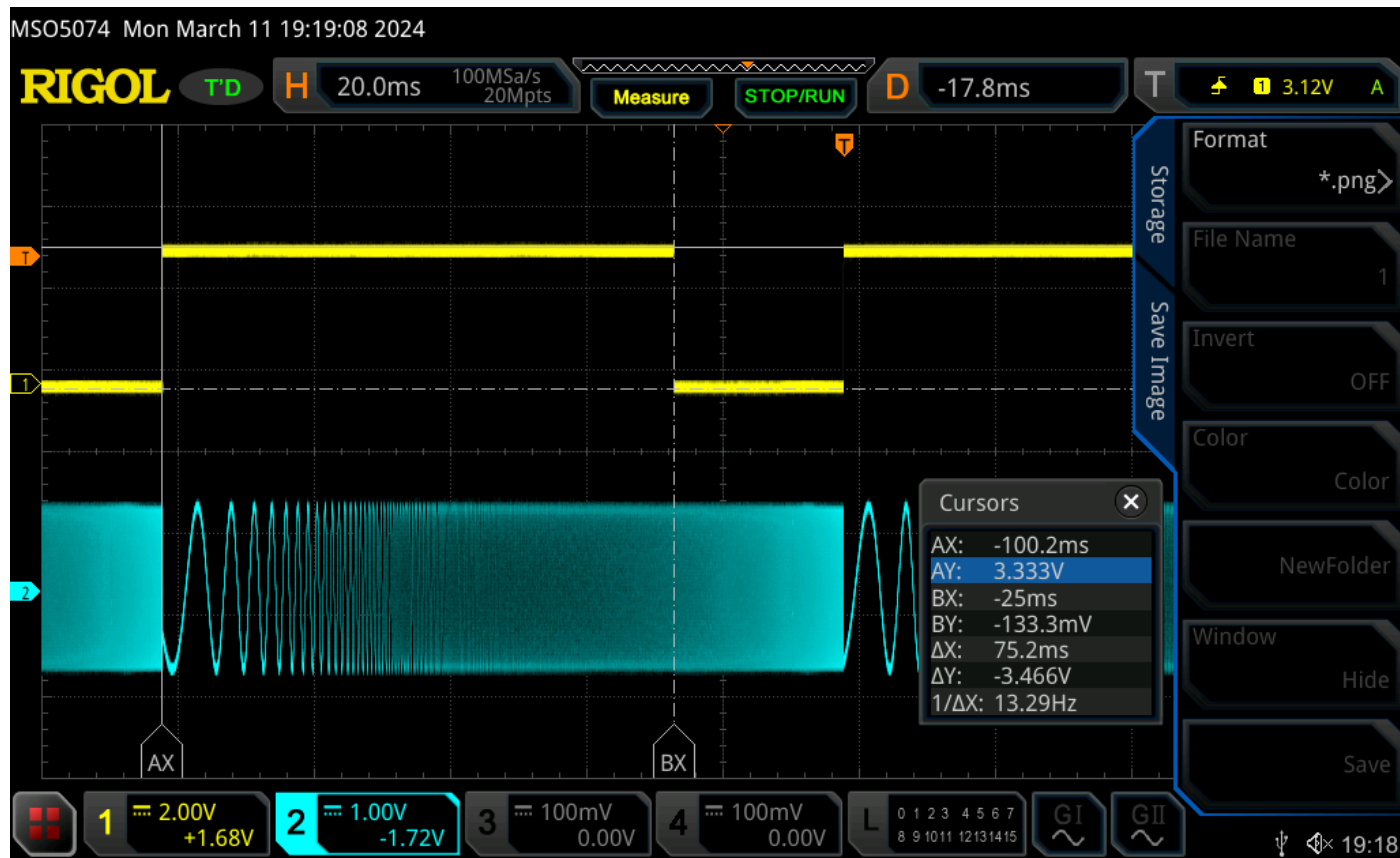 MSO5074 Mon March 11 19:19:08 2024
RIGOL T'D H 20.0ms 100MSa/s 20Mpts Measure STOP/RUN D -17.8ms T 1 3.12V A
T
T
1
2
AX
BX
Cursors
AX: -100.2ms
AY: 3.333V
BX: -25ms
BY: -133.3mV
ΔX: 75.2ms
ΔY: -3.466V
1/ΔX: 13.29Hz
Storage
Save Image
Format
*.png
File Name
1
Invert
OFF
Color
Color
NewFolder
Window
Hide
Save
1 2.00V +1.68V
2 1.00V -1.72V
3 100mV 0.00V
4 100mV 0.00V
L 0 1 2 3 4 5 6 7
8 9 10 11 12 13 14 15
GI
GII
19:18